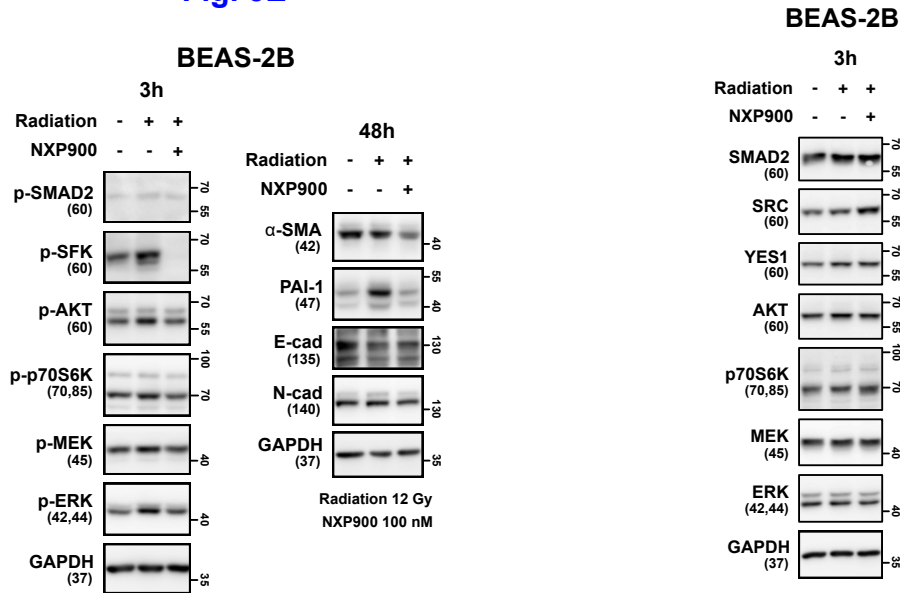 BEAS-2B
3h
Radiation - + +
NXP900 - - +
p-SMAD2
(60)
70
55
p-SFK
(60)
70
55
p-AKT
(60)
70
55
p-p70S6K
(70,85)
100
70
p-MEK
(45)
40
p-ERK
(42,44)
40
GAPDH
(37)
35
48h
Radiation - + +
NXP900 - - +
α-SMA
(42)
40
PAI-1
(47)
55
40
E-cad
(135)
130
N-cad
(140)
130
GAPDH
(37)
35
Radiation 12 Gy
NXP900 100 nM
BEAS-2B
3h
Radiation - + +
NXP900 - - +
SMAD2
(60)
70
55
SRC
(60)
70
55
YES1
(60)
70
55
AKT
(60)
70
55
p70S6K
(70,85)
100
70
MEK
(45)
40
ERK
(42,44)
40
GAPDH
(37)
35